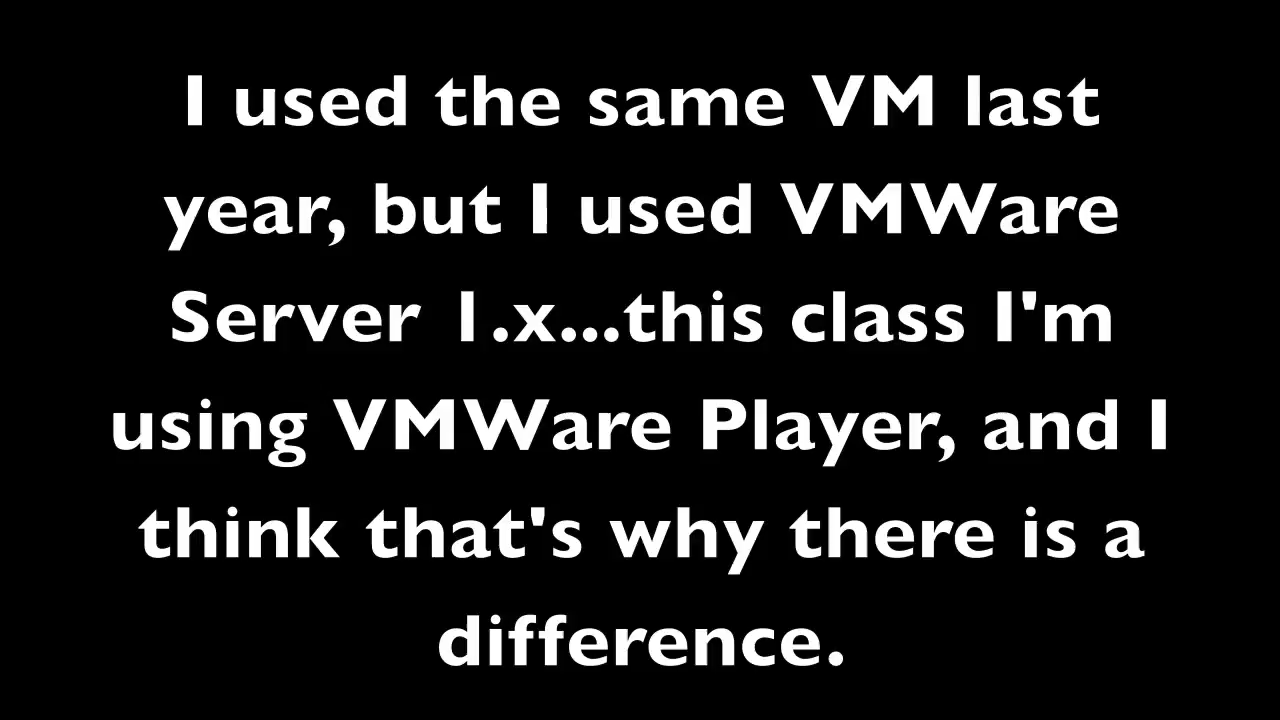 I used the same VM last
year, but I used VMWare
Server 1.x...this class I'm
using VMWare Player, and I
think that's why there is a
difference.